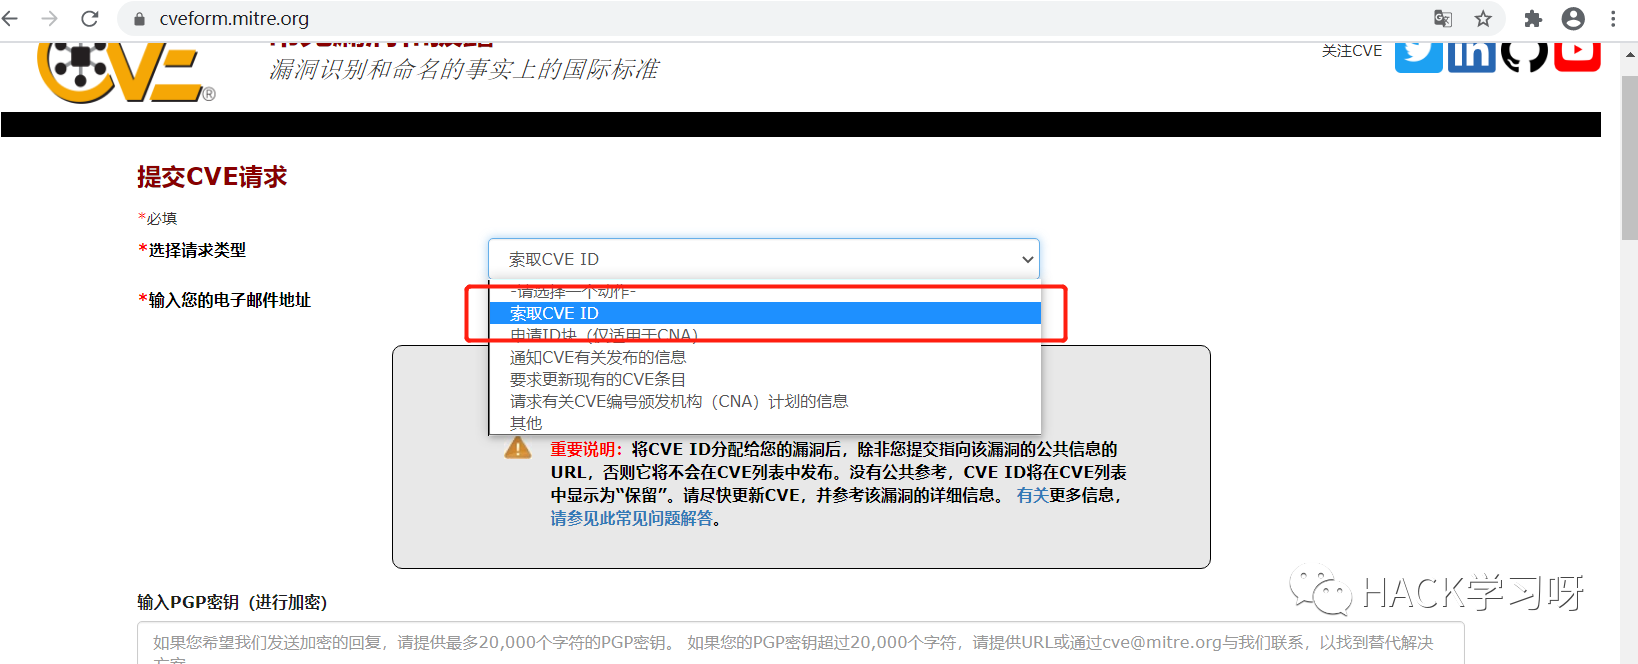 cveform.mitre.org
CVE®
漏洞识别和命名的事实上的国际标准
关注CVE
提交CVE请求
*必填
*选择请求类型
索取CVE ID
*输入您的电子邮件地址
-请选择一个动作-
索取CVE ID
申请ID块（仅适用于CNA）
通知CVE有关发布的信息
要求更新现有的CVE条目
请求有关CVE编号颁发机构（CNA）计划的信息
其他
重要说明：将CVE ID分配给您的漏洞后，除非您提交指向该漏洞的公共信息的
URL，否则它将不会在CVE列表中发布。没有公共参考，CVE ID将在CVE列表
中显示为“保留”。请尽快更新CVE，并参考该漏洞的详细信息。 有关更多信息，
请参见此常见问题解答。
HACK学习呀
输入PGP密钥（进行加密）
如果您希望我们发送加密的回复，请提供最多20,000个字符的PGP密钥。 如果您的PGP密钥超过20,000个字符，请提供URL或通过cve@mitre.org与我们联系，以找到替代解决